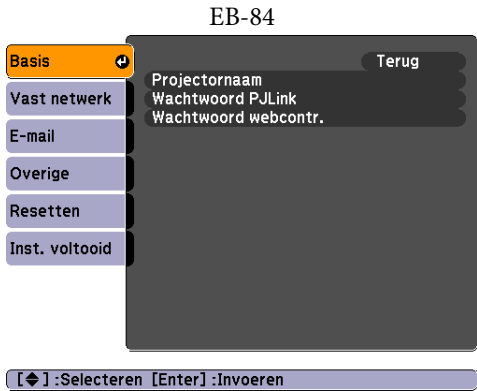 EB-84
Basis
Vast netwerk
E-mail
Overige
Resetten
Inst. voltooid
Terug
Projectornaam
Wachtwoord PJLink
Wachtwoord webcontr.
[◆] :Selecteren [Enter] :Invoeren